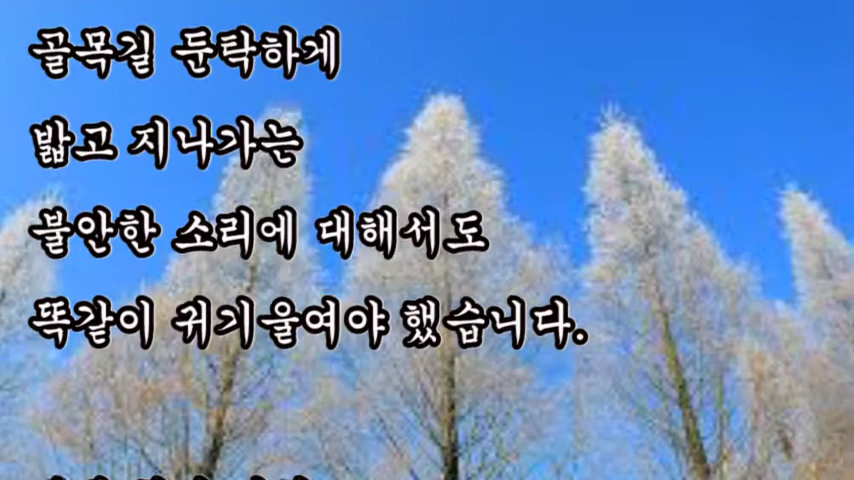 골목길 둔탁하게
밟고 지나가는
불안한 소리에 대해서도
똑같이 귀기울여야 했습니다.